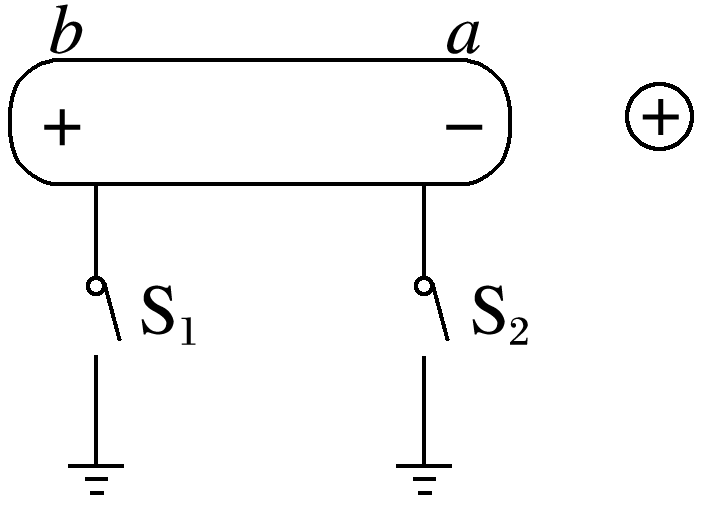 b a
+ − +
S₁ S₂